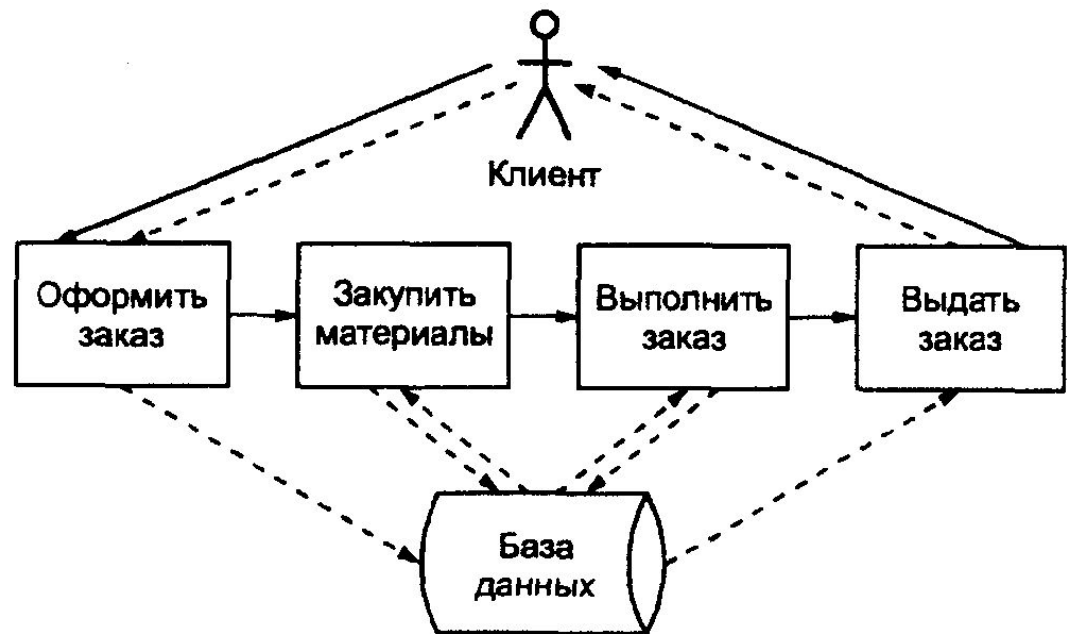 Клиент
Оформить
заказ
Закупить
материалы
Выполнить
заказ
Выдать
заказ
База
данных